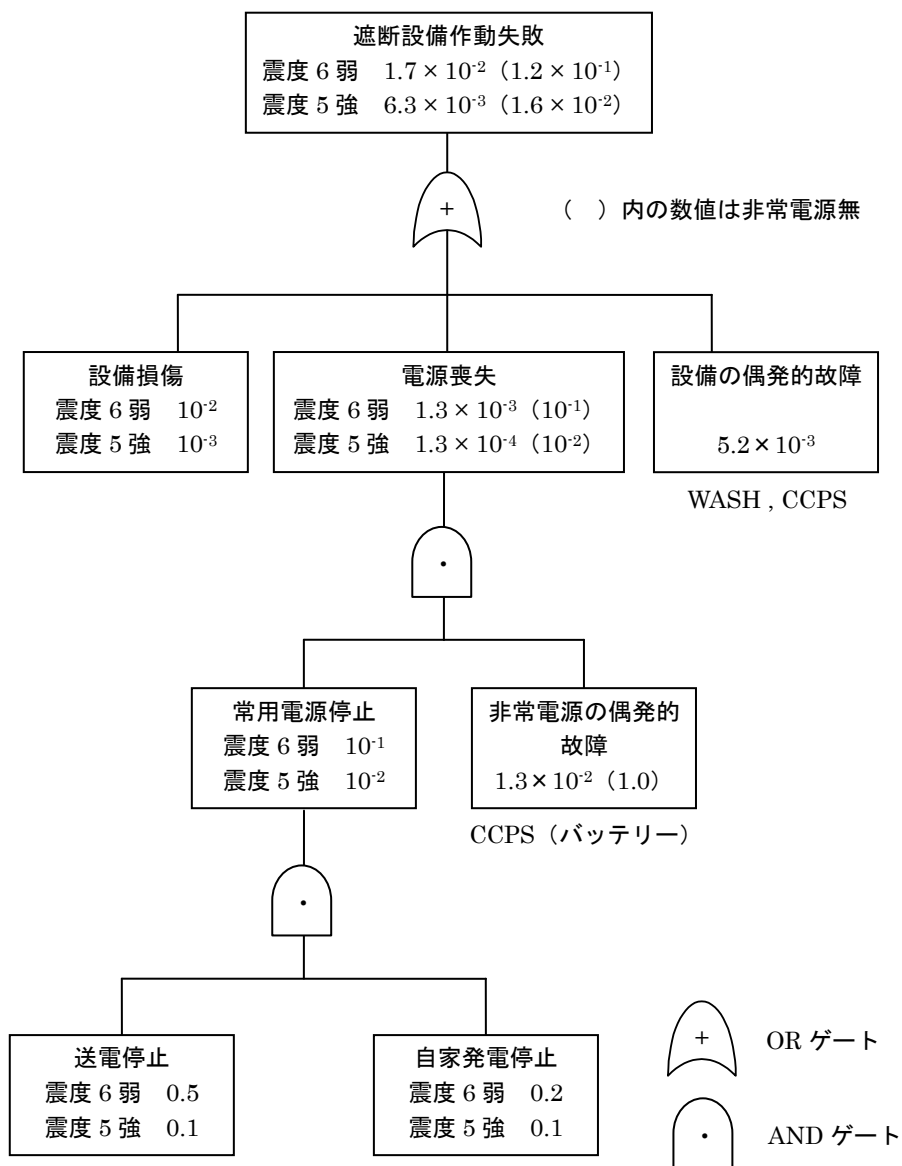 遮断設備作動失敗
震度 6 弱 1.7 × 10⁻² (1.2 × 10⁻¹)
震度 5 強 6.3 × 10⁻³ (1.6 × 10⁻²)
+
( )内の数値は非常電源無
設備損傷
震度 6 弱 10⁻²
震度 5 強 10⁻³
電源喪失
震度 6 弱 1.3 × 10⁻³ (10⁻¹)
震度 5 強 1.3 × 10⁻⁴ (10⁻²)
設備の偶発的故障
5.2 × 10⁻³
WASH , CCPS
・
常用電源停止
震度 6 弱 10⁻¹
震度 5 強 10⁻²
非常電源の偶発的
故障
1.3 × 10⁻² (1.0)
CCPS(バッテリー)
・
送電停止
震度 6 弱 0.5
震度 5 強 0.1
自家発電停止
震度 6 弱 0.2
震度 5 強 0.1
+
OR ゲート
・
AND ゲート